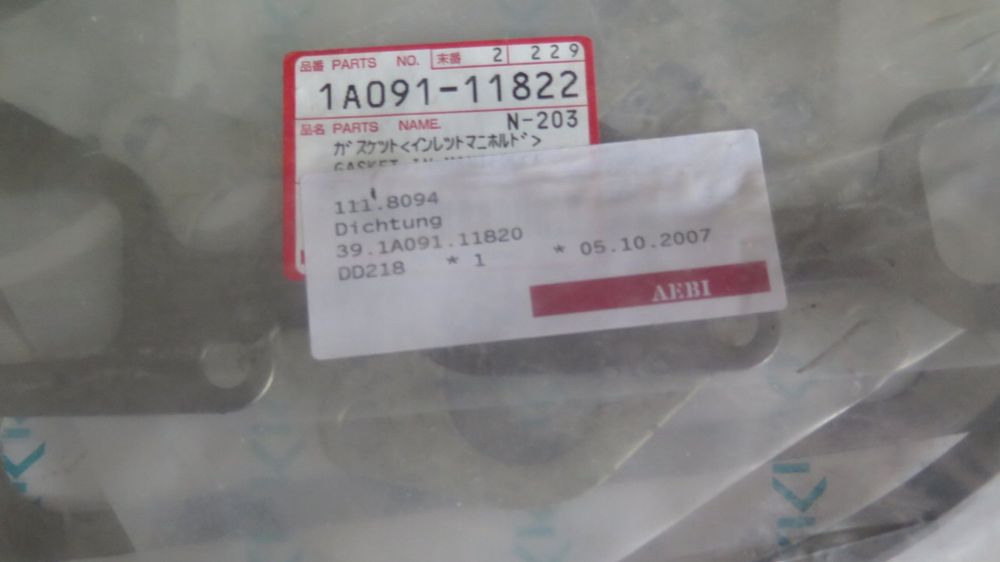 品番 PARTS NO. 末番 2 229
1A091-11822
品名 PARTS NAME. N-203
ガスケット<インレットマニホルド>
GASKET
111.8094
Dichtung
39.1A091.11820
DD218 * 1 * 05.10.2007
AEBI